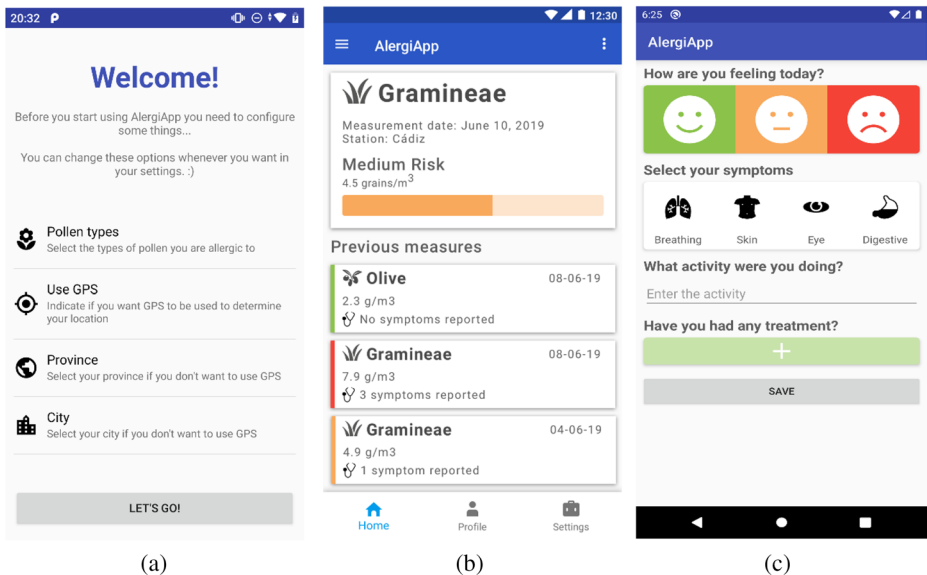 20:32
Welcome!
Before you start using AlergiApp you need to configure
some things...
You can change these options whenever you want in
your settings. :)
Pollen types
Select the types of pollen you are allergic to
Use GPS
Indicate if you want GPS to be used to determine
your location
Province
Select your province if you don't want to use GPS
City
Select your city if you don't want to use GPS
LET'S GO!
(a)
12:30
AlergiApp
Gramineae
Measurement date: June 10, 2019
Station: Cádiz
Medium Risk
4.5 grains/m3
Previous measures
Olive
08-06-19
2.3 g/m3
No symptoms reported
Gramineae
08-06-19
7.9 g/m3
3 symptoms reported
Gramineae
04-06-19
4.9 g/m3
1 symptom reported
Home
Profile
Settings
(b)
6:25
AlergiApp
How are you feeling today?
Select your symptoms
Breathing
Skin
Eye
Digestive
What activity were you doing?
Enter the activity
Have you had any treatment?
+
SAVE
(c)